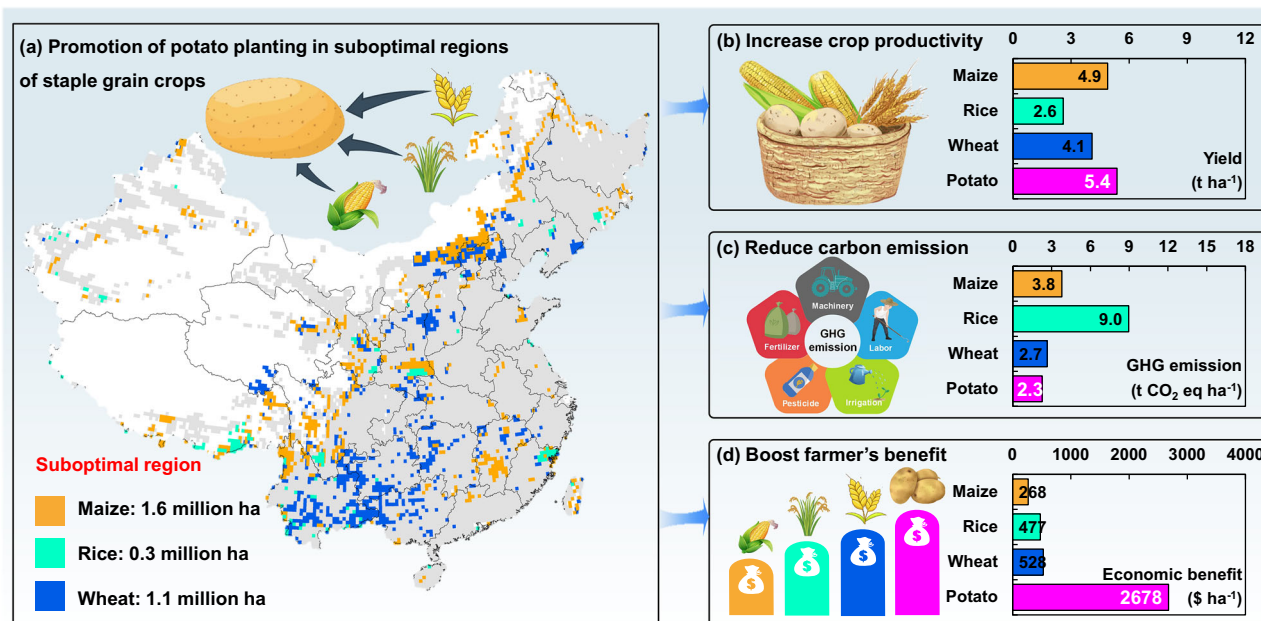 (a) Promotion of potato planting in suboptimal regions
of staple grain crops
Suboptimal region
Maize: 1.6 million ha
Rice: 0.3 million ha
Wheat: 1.1 million ha
(b) Increase crop productivity
0 3 6 9 12
Maize 4.9
Rice 2.6
Wheat 4.1
Potato 5.4
Yield
(t ha⁻¹)
(c) Reduce carbon emission
0 3 6 9 12 15 18
Machinery
Fertilizer
GHG
emission
Labor
Pesticide
Irrigation
Maize 3.8
Rice 9.0
Wheat 2.7
Potato 2.3
GHG emission
(t CO₂ eq ha⁻¹)
(d) Boost farmer's benefit
0 1000 2000 3000 4000
$ $ $ $
Maize 268
Rice 477
Wheat 528
Potato 2678
Economic benefit
($ ha⁻¹)